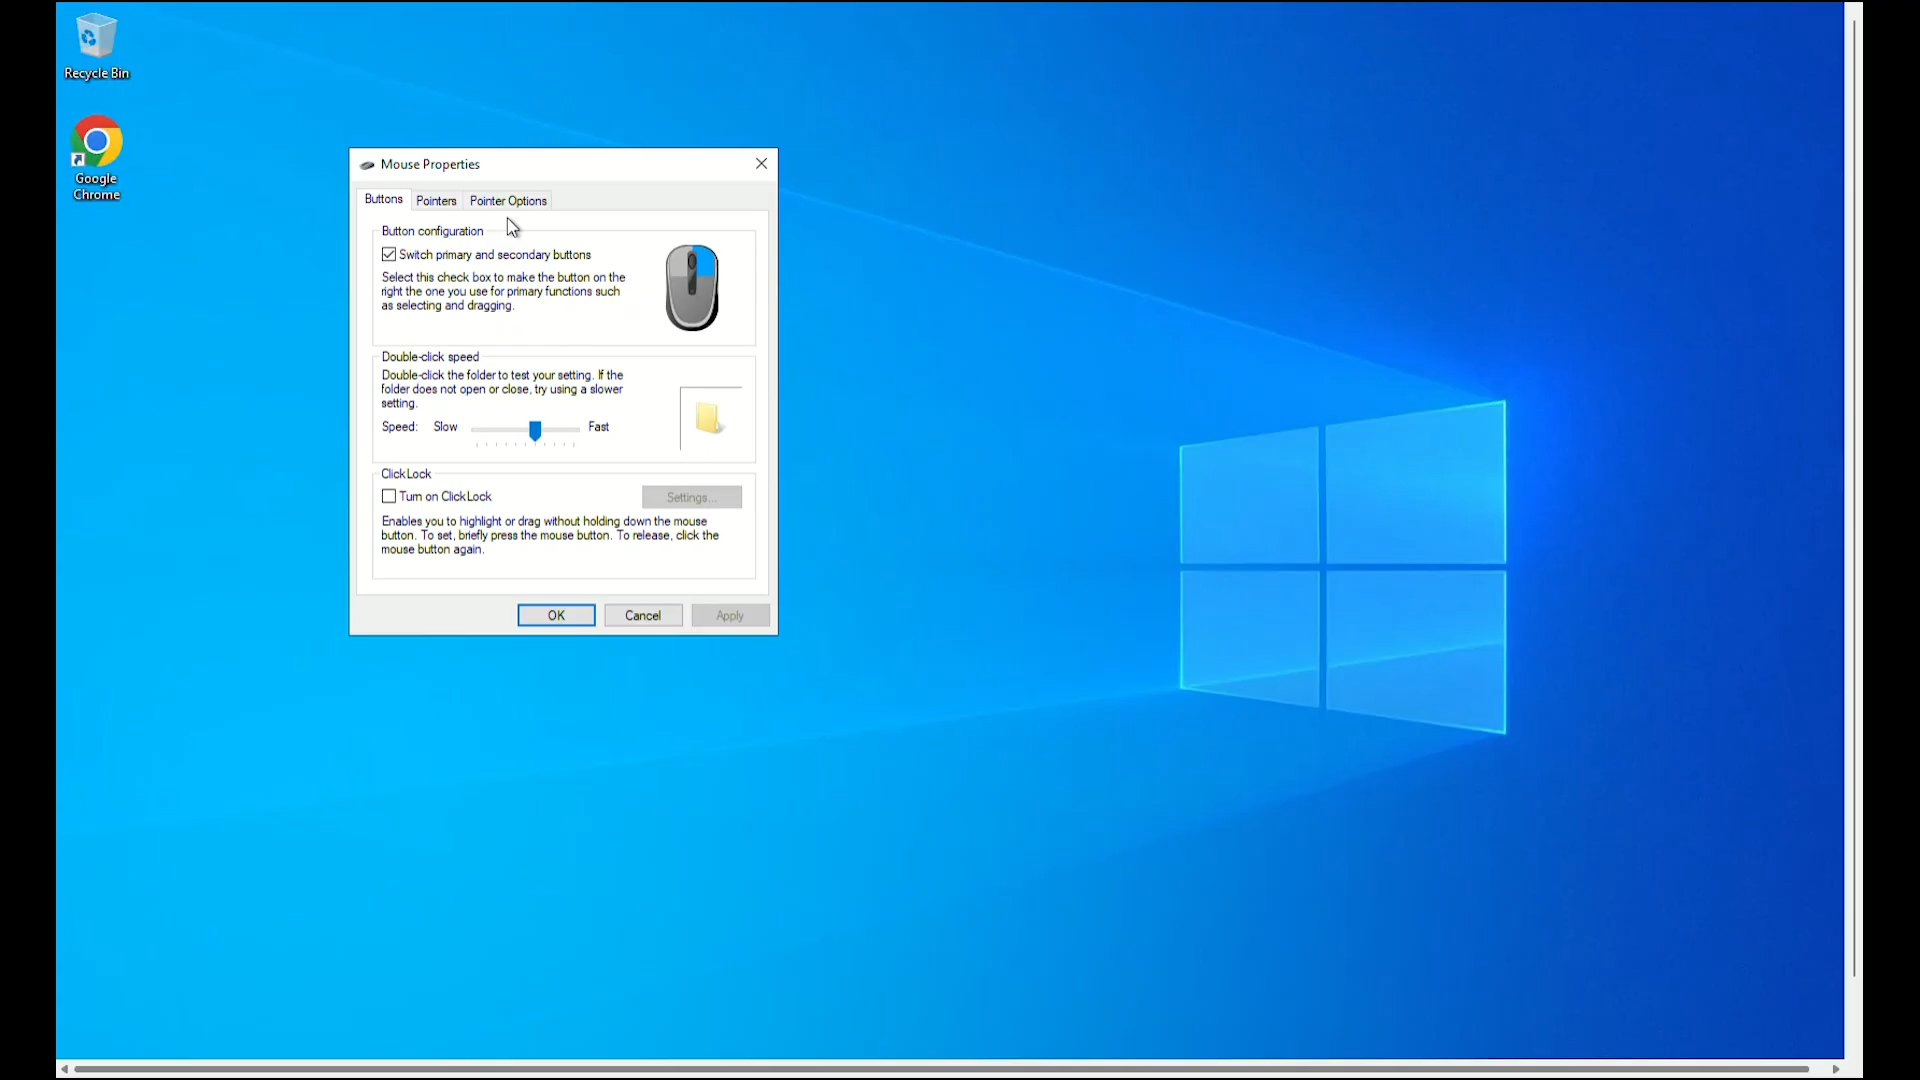 Recycle Bin
Google
Chrome
Mouse Properties
Buttons Pointers Pointer Options
Button configuration
Switch primary and secondary buttons
Select this check box to make the button on the
right the one you use for primary functions such
as selecting and dragging.
Double-click speed
Double-click the folder to test your setting. If the
folder does not open or close, try using a slower
setting.
Speed: Slow Fast
ClickLock
Turn on ClickLock Settings...
Enables you to highlight or drag without holding down the mouse
button. To set, briefly press the mouse button. To release, click the
mouse button again.
OK Cancel Apply